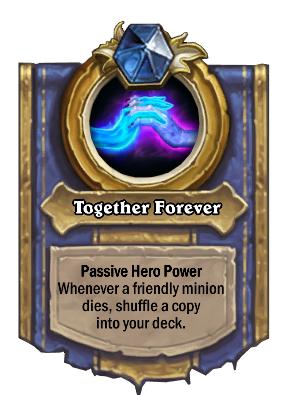 Together Forever
Passive Hero Power
Whenever a friendly minion
dies, shuffle a copy
into your deck.